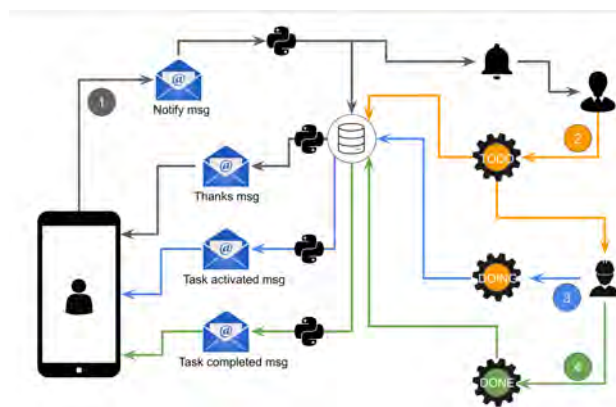 1
@
Notify msg
2
TODO
@
Thanks msg
@
Task activated msg
DOING
3
@
Task completed msg
DONE
4